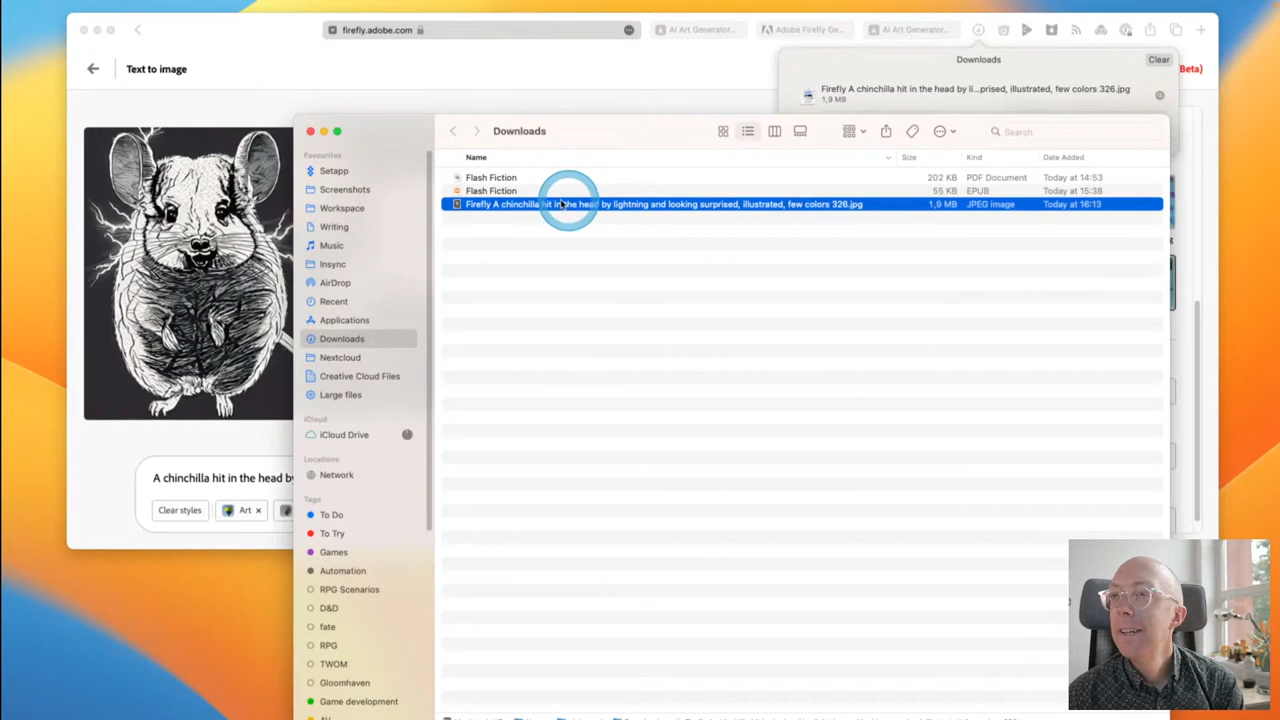 firefly.adobe.com
AI Art Generator...
Adobe Firefly Ge...
AI Art Generator...
Text to image
Downloads
Clear
Beta)
Firefly A chinchilla hit in the head by li...prised, illustrated, few colors 326.jpg
1,9 MB
Downloads
Search
Favourites
Setapp
Screenshots
Workspace
Writing
Music
Insync
AirDrop
Recent
Applications
Downloads
Nextcloud
Creative Cloud Files
Large files
iCloud
iCloud Drive
Locations
Network
Tags
To Do
To Try
Games
Automation
RPG Scenarios
D&D
fate
RPG
TWOM
Gloomhaven
Game development
Name Size Kind Date Added
Flash Fiction 202 KB PDF Document Today at 14:53
Flash Fiction 55 KB EPUB Today at 15:38
Firefly A chinchilla hit in the head by lightning and looking surprised, illustrated, few colors 326.jpg 1,9 MB JPEG image Today at 16:13
A chinchilla hit in the head by
Clear styles
Art